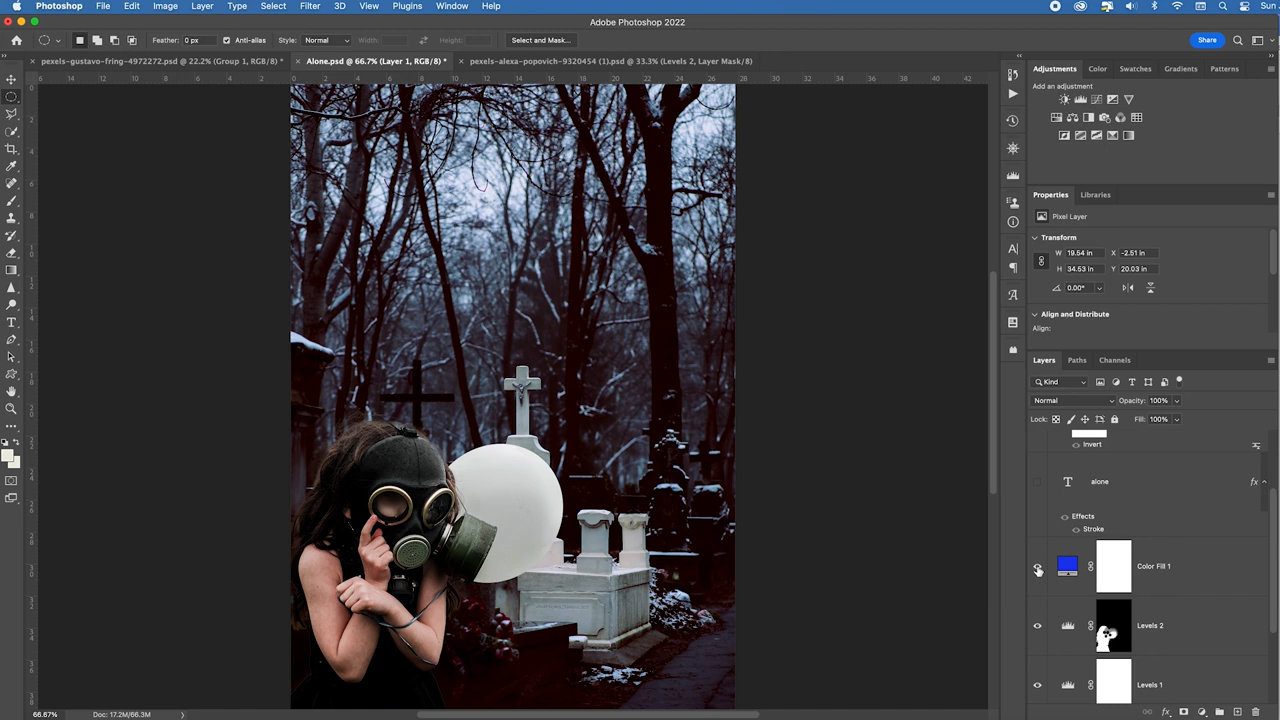 Photoshop File Edit Image Layer Type Select Filter 3D View Plugins Window Help Sun
Adobe Photoshop 2022
Feather: 0 px Anti-alias Style: Normal Width: Height: Select and Mask... Share
pexels-gustavo-fring-4972272.psd @ 22.2% (Group 1, RGB/8) * Alone.psd @ 66.7% (Layer 1, RGB/8) * pexels-alexa-popovich-9320454 (1).psd @ 33.3% (Levels 2, Layer Mask/8)
Adjustments Color Swatches Gradients Patterns
Add an adjustment
Properties Libraries
Pixel Layer
Transform
W 19.54 in X -2.51 in
H 34.53 in Y 20.03 in
0.00°
Align and Distribute
Align:
Layers Paths Channels
Kind
Normal Opacity: 100%
Lock: Fill: 100%
Invert
alone fx
Effects
Stroke
Color Fill 1
Levels 2
Levels 1
66.67% Doc: 17.2M/66.3M